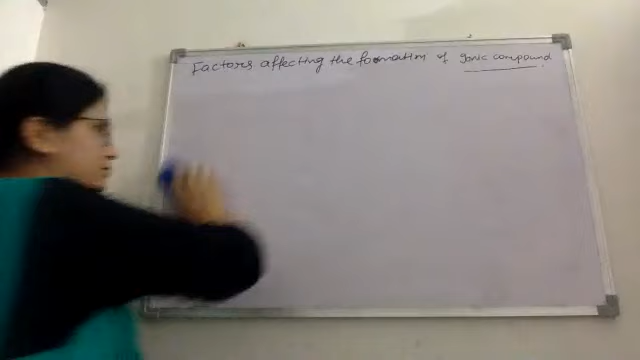 Factors affecting the formation of Ionic compound.